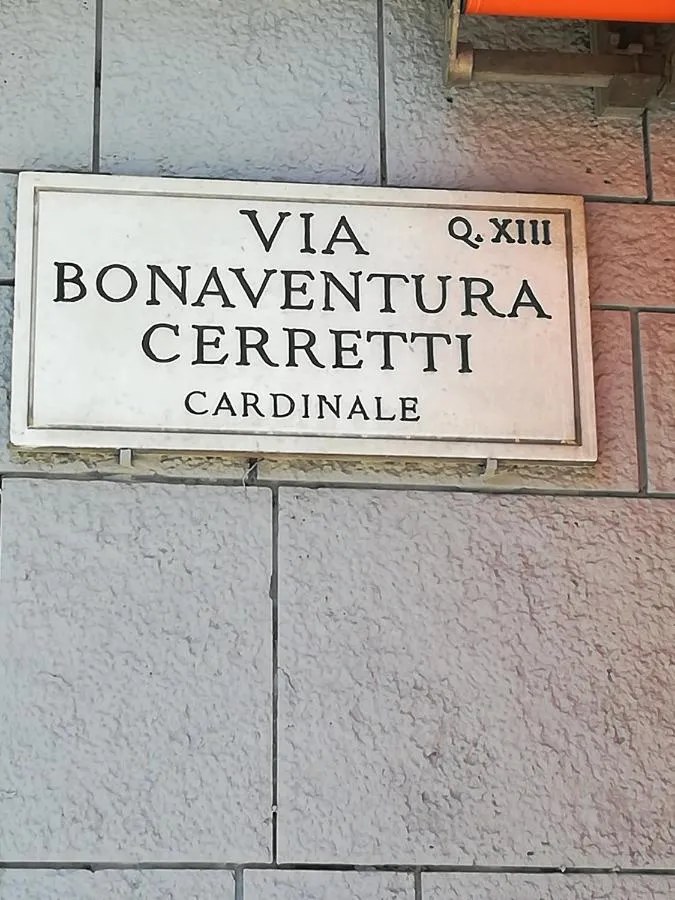 VIA Q. XIII
BONAVENTURA
CERRETTI
CARDINALE